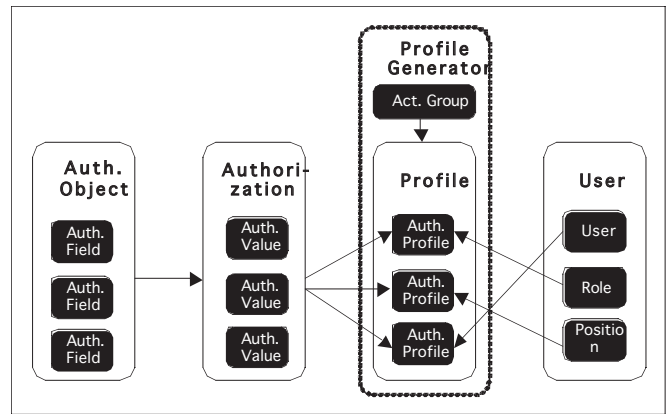 Profile
Generator
Act. Group
Auth.
Object
Auth.
Field
Auth.
Field
Auth.
Field
Authori-
zation
Auth.
Value
Auth.
Value
Auth.
Value
Profile
Auth.
Profile
Auth.
Profile
Auth.
Profile
User
User
Role
Positio
n